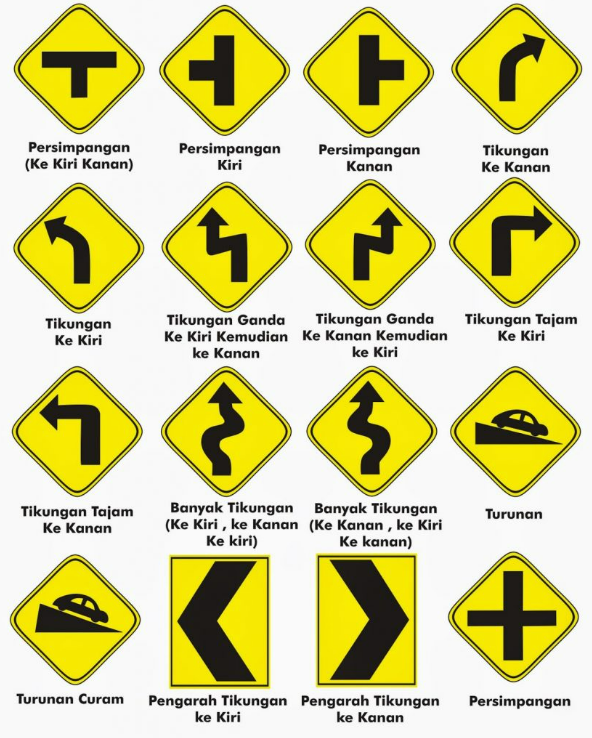 Persimpangan
(Ke Kiri Kanan)
Persimpangan
Kiri
Persimpangan
Kanan
Tikungan
Ke Kanan
Tikungan
Ke Kiri
Tikungan Ganda
Ke Kiri Kemudian
ke Kanan
Tikungan Ganda
Ke Kanan Kemudian
ke Kiri
Tikungan Tajam
Ke Kiri
Tikungan Tajam
Ke Kanan
Banyak Tikungan
(Ke Kiri , ke Kanan
Ke kiri)
Banyak Tikungan
(Ke Kanan , ke Kiri
Ke kanan)
Turunan
Turunan Curam
Pengarah Tikungan
ke Kiri
Pengarah Tikungan
ke Kanan
Persimpangan